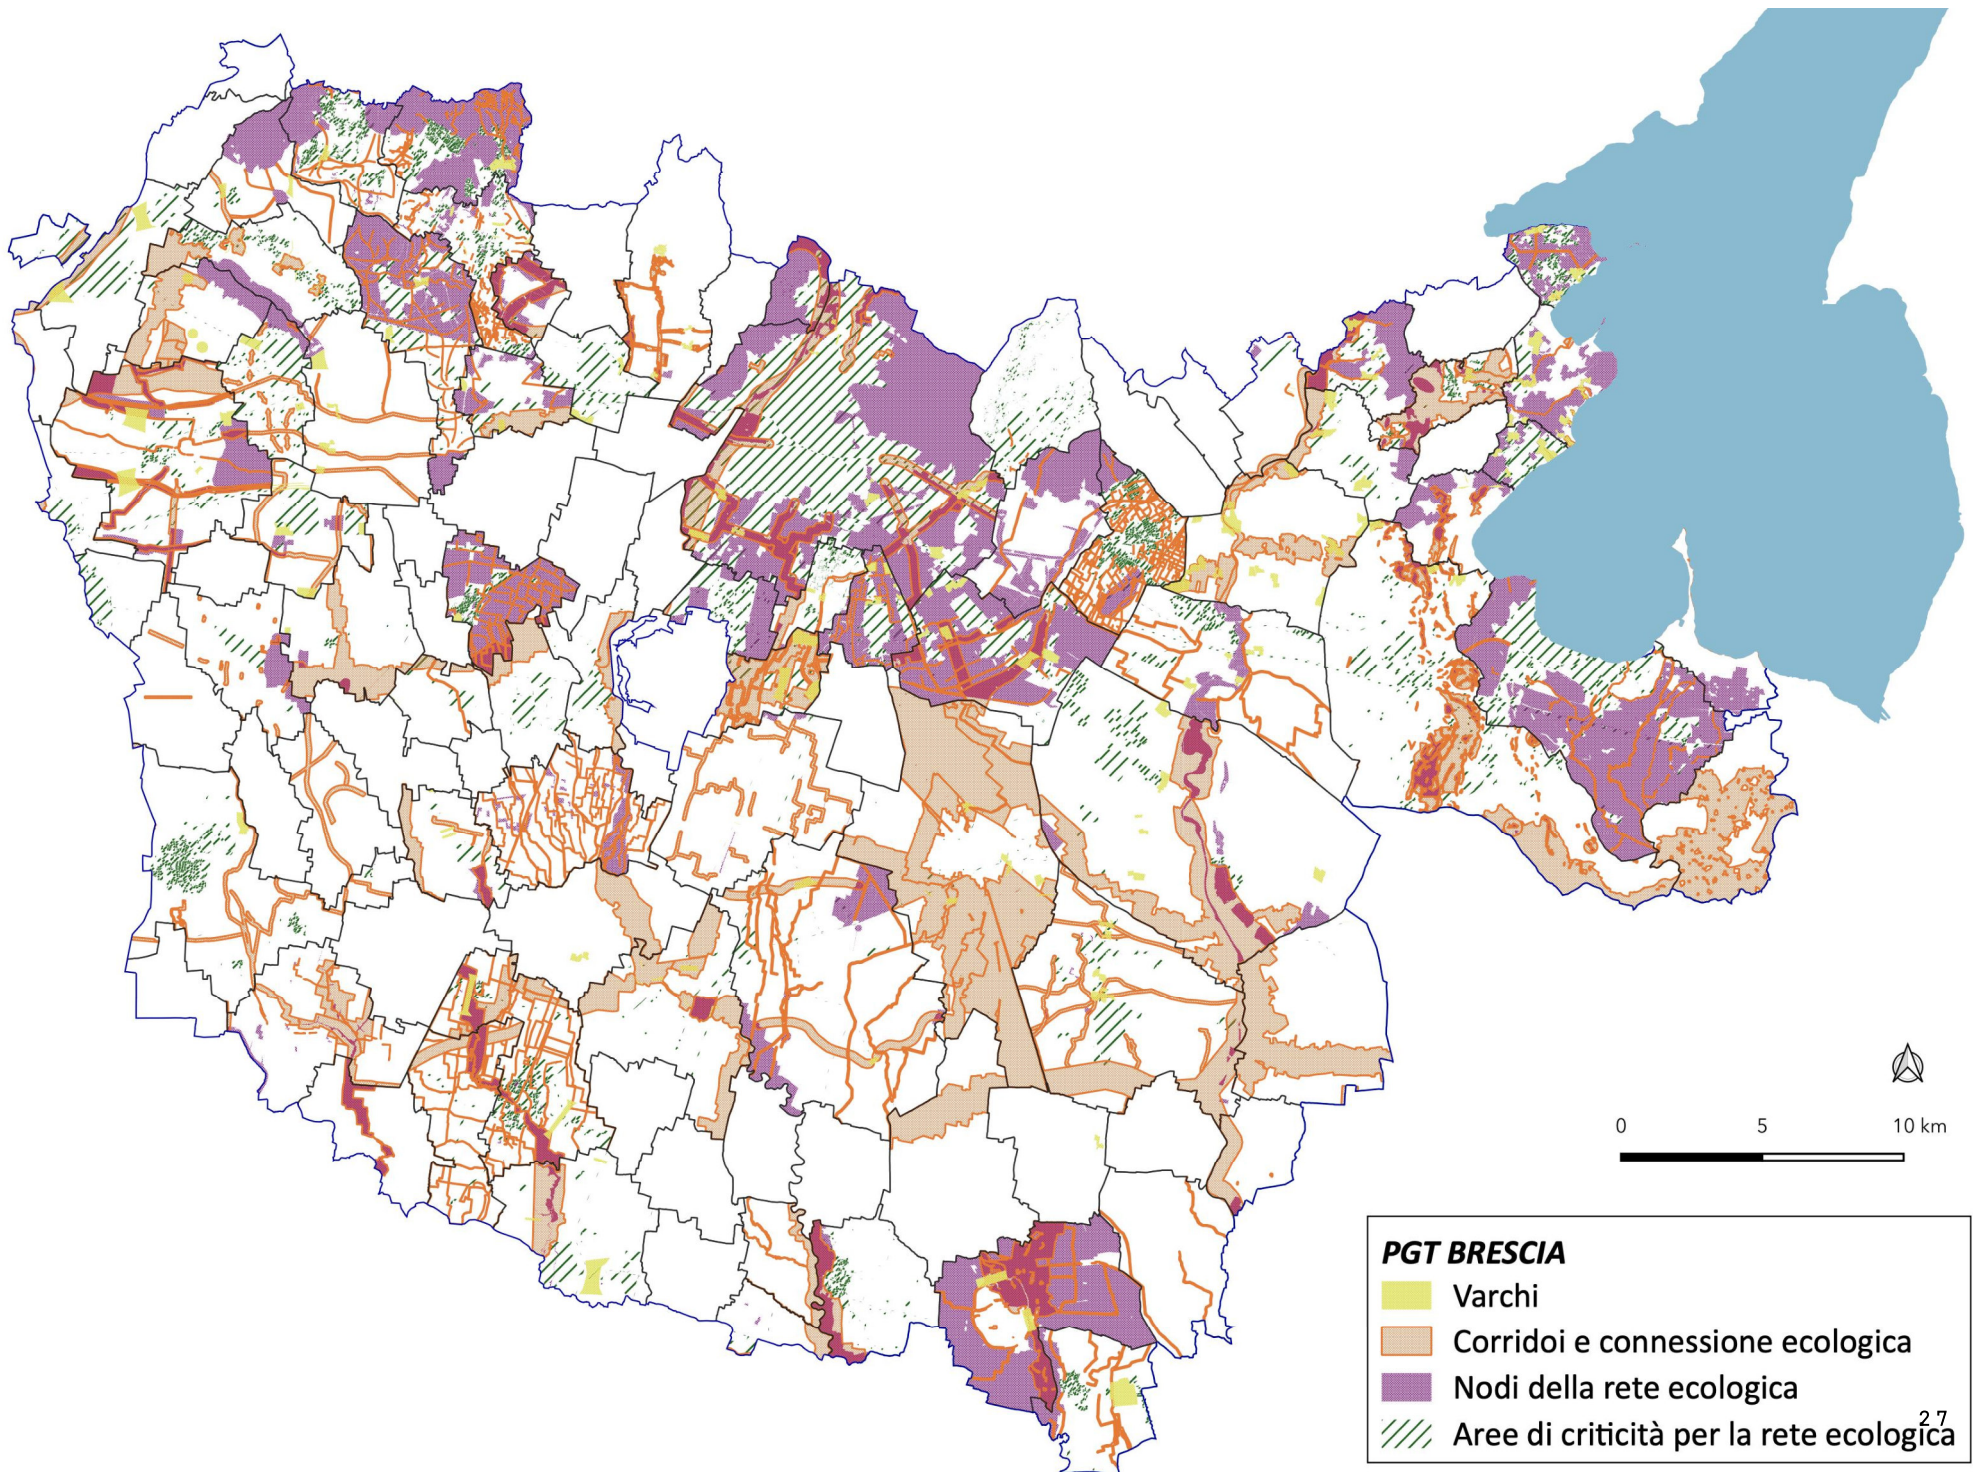 0 5 10 km
PGT BRESCIA
Varchi
Corridoi e connessione ecologica
Nodi della rete ecologica
27
Aree di criticità per la rete ecologica